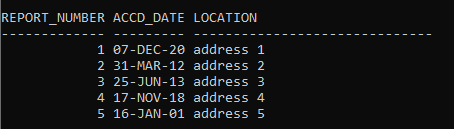 REPORT_NUMBER ACCD_DATE LOCATION
------------- --------- ------------------------------
1 07-DEC-20 address 1
2 31-MAR-12 address 2
3 25-JUN-13 address 3
4 17-NOV-18 address 4
5 16-JAN-01 address 5